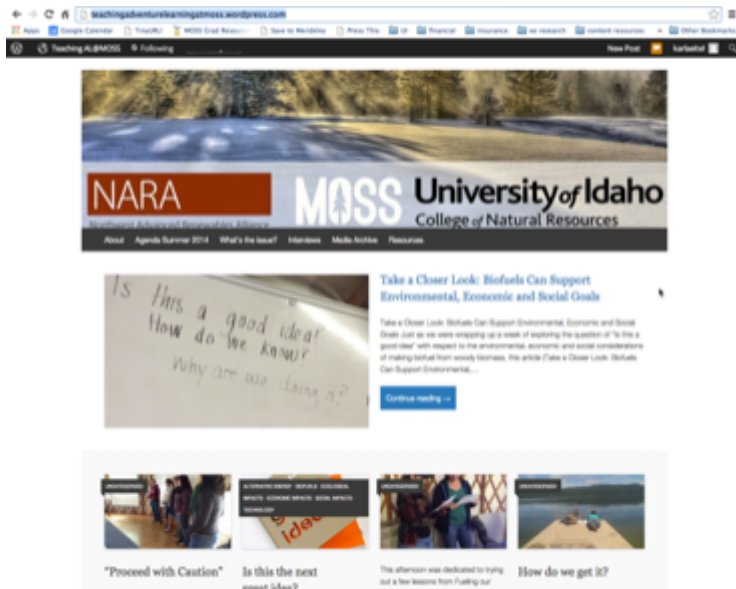 teachingadventurelearningatmoss.wordpress.com
Apps Google Calendar TinyURL! MOSS Grad Resour Save to Mendeley Press This UI financial insurance content resources Other Bookmarks
Teaching AL@MOSS Following New Post
NARA
MOSS
University of Idaho
Northwest Advanced Renewables Alliance
College of Natural Resources
About Agenda Summer 2014 What's the issue? Interviews Media Archive Resources
Is this a good idea?
How do we know?
Why are we doing it?
Take a Closer Look: Biofuels Can Support
Environmental, Economic and Social Goals
Take a Closer Look: Biofuels Can Support Environmental, Economic and Social
Goals Just as we were wrapping up a week of exploring the question of "is this a
good idea" with respect to the environmental, economic and social considerations
of making biofuel from woody biomass, this article (Take a Closer Look: Biofuels
Can Support Environmental,…
Continue reading →
UNCATEGORIZED
ALTERNATIVE ENERGY BIOFUELS ECOLOGICAL
IMPACTS ECONOMIC IMPACTS SOCIAL IMPACTS
TECHNOLOGY
idea
UNCATEGORIZED
UNCATEGORIZED
"Proceed with Caution"
Is this the next
great idea?
This afternoon was dedicated to trying
out a few lessons from Fueling our
How do we get it?